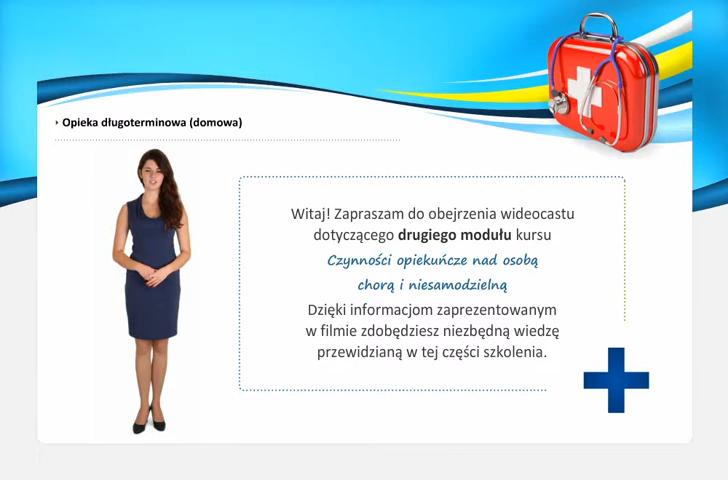 Opieka długoterminowa (domowa)
Witaj! Zapraszam do obejrzenia wideocastu
dotyczącego drugiego modułu kursu
Czynności opiekuńcze nad osobą
chorą i niesamodzielną
Dzięki informacjom zaprezentowanym
w filmie zdobędziesz niezbędną wiedzę
przewidzianą w tej części szkolenia.